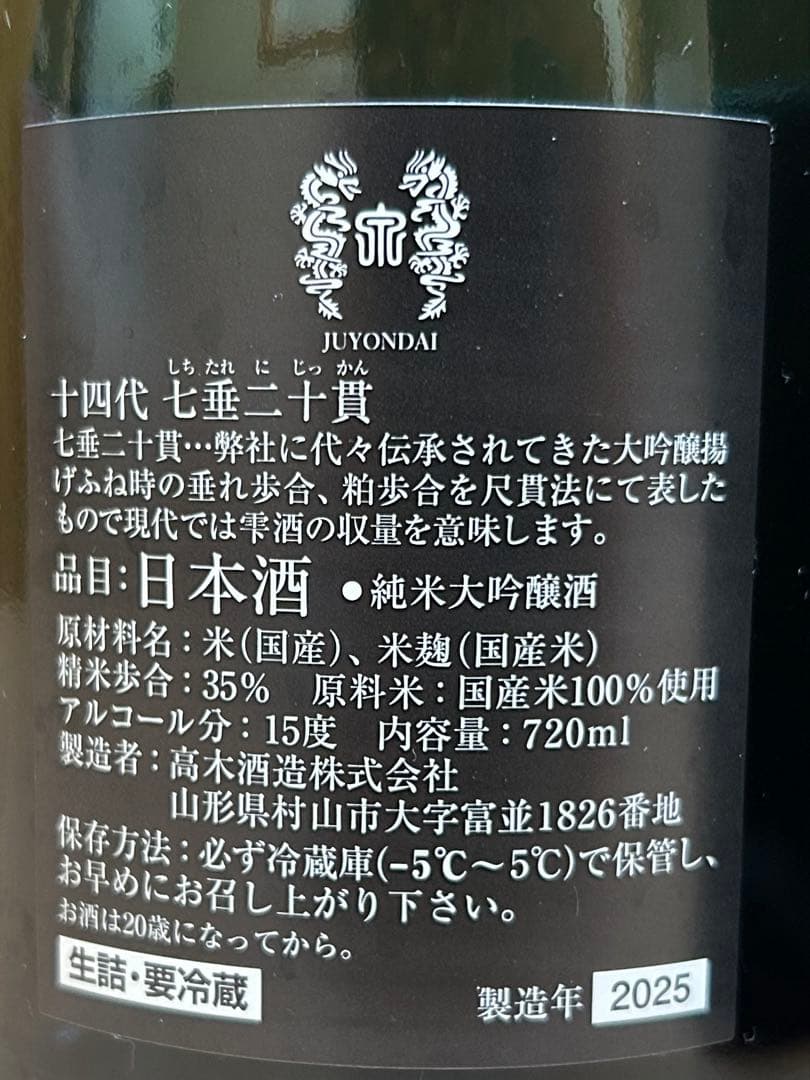 JUYONDAI
しち たれ に じっ かん
十四代 七垂二十貫
七垂二十貫…弊社に代々伝承されてきた大吟醸揚
げふね時の垂れ歩合、粕歩合を尺貫法にて表した
もので現代では雫酒の収量を意味します。
品目:日本酒 ●純米大吟醸酒
原材料名:米(国産)、米麹(国産米)
精米歩合:35% 原料米:国産米100%使用
アルコール分:15度 内容量:720ml
製造者:高木酒造株式会社
山形県村山市大字富並1826番地
保存方法:必ず冷蔵庫(-5℃～5℃)で保管し、
お早めにお召し上がり下さい。
お酒は20歳になってから。
生詰・要冷蔵
製造年 2025